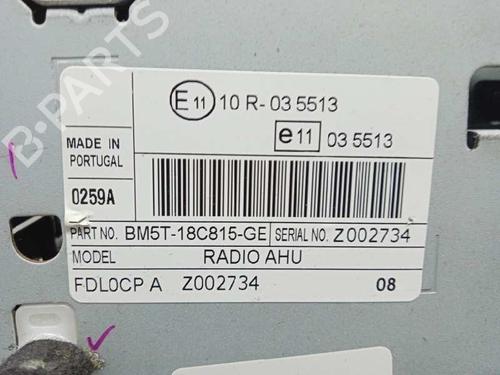 E 11 10 R- 03 5513
e11 03 5513
MADE IN
PORTUGAL
0259A
PART NO. BM5T-18C815-GE SERIAL NO. Z002734
MODEL RADIO AHU
FDL0CP A Z002734 08
B-PARTS